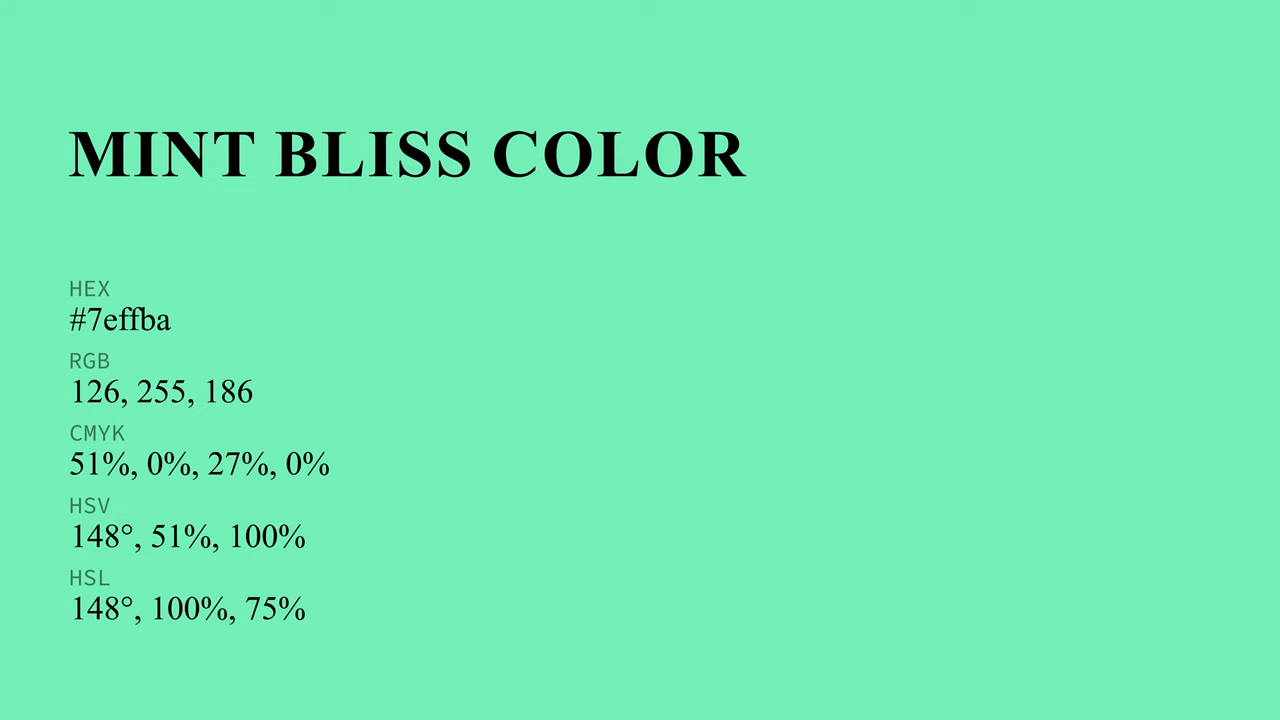 MINT BLISS COLOR
HEX
#7effba
RGB
126, 255, 186
CMYK
51%, 0%, 27%, 0%
HSV
148°, 51%, 100%
HSL
148°, 100%, 75%